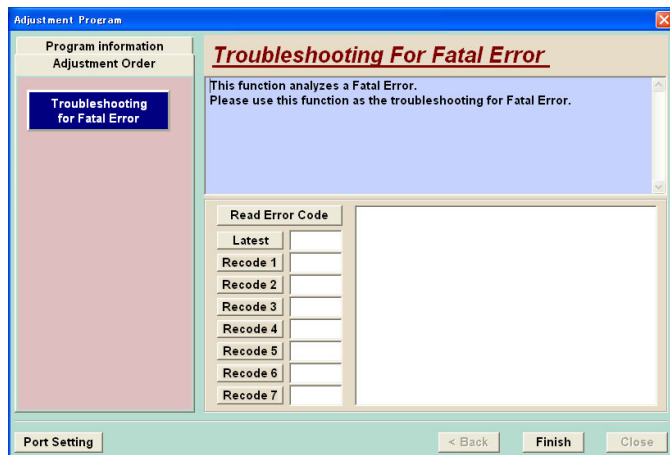 Adjustment Program
Program information
Adjustment Order
Troubleshooting
for Fatal Error
Troubleshooting For Fatal Error
This function analyzes a Fatal Error.
Please use this function as the troubleshooting for Fatal Error.
Read Error Code
Latest
Recode 1
Recode 2
Recode 3
Recode 4
Recode 5
Recode 6
Recode 7
Port Setting
< Back
Finish
Close